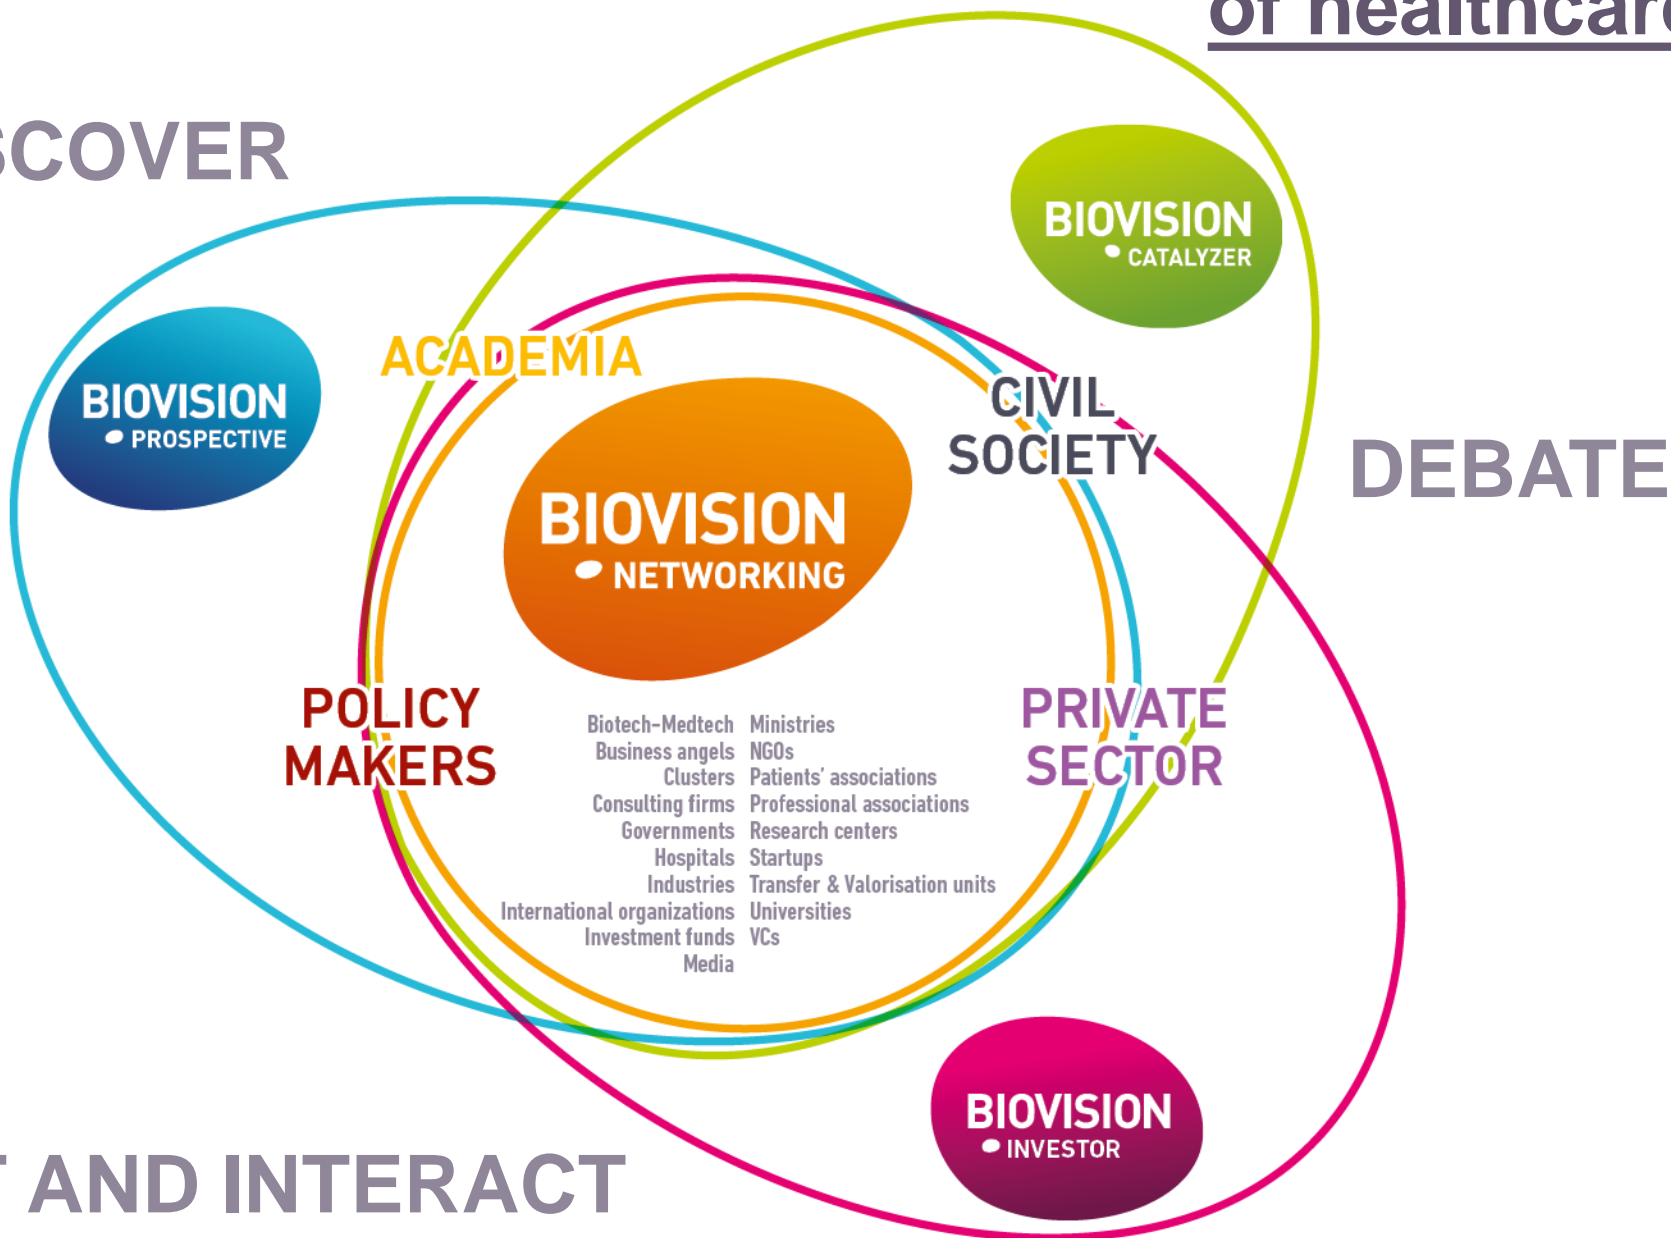 of healthcare
SCOVER
BIOVISION
CATALYZER
ACADEMIA
BIOVISION
PROSPECTIVE
CIVIL
SOCIETY
DEBATE
BIOVISION
NETWORKING
POLICY
MAKERS
PRIVATE
SECTOR
Biotech-Medtech Ministries
Business angels NGOs
Clusters Patients' associations
Consulting firms Professional associations
Governments Research centers
Hospitals Startups
Industries Transfer & Valorisation units
International organizations Universities
Investment funds VCs
Media
BIOVISION
INVESTOR
T AND INTERACT